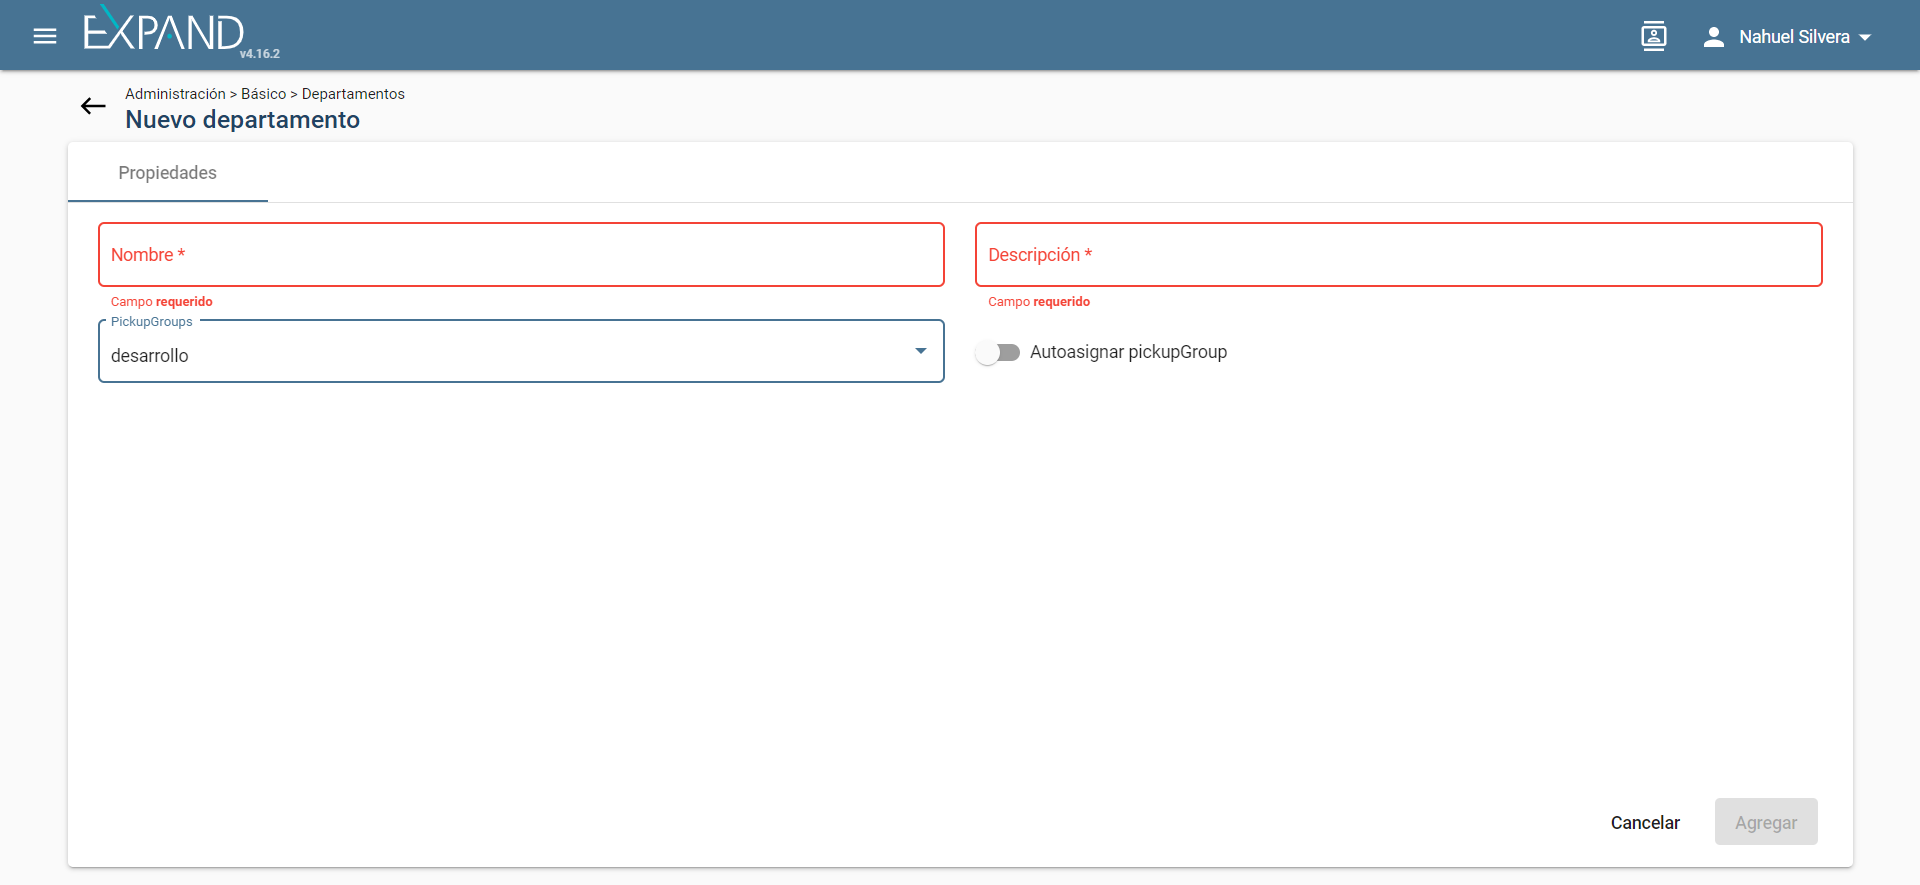 EXPAND
v4.16.2
Nahuel Silvera
Administración > Básico > Departamentos
Nuevo departamento
Propiedades
Nombre *
Descripción *
Campo requerido
Campo requerido
PickupGroups
desarrollo
Autoasignar pickupGroup
Cancelar
Agregar